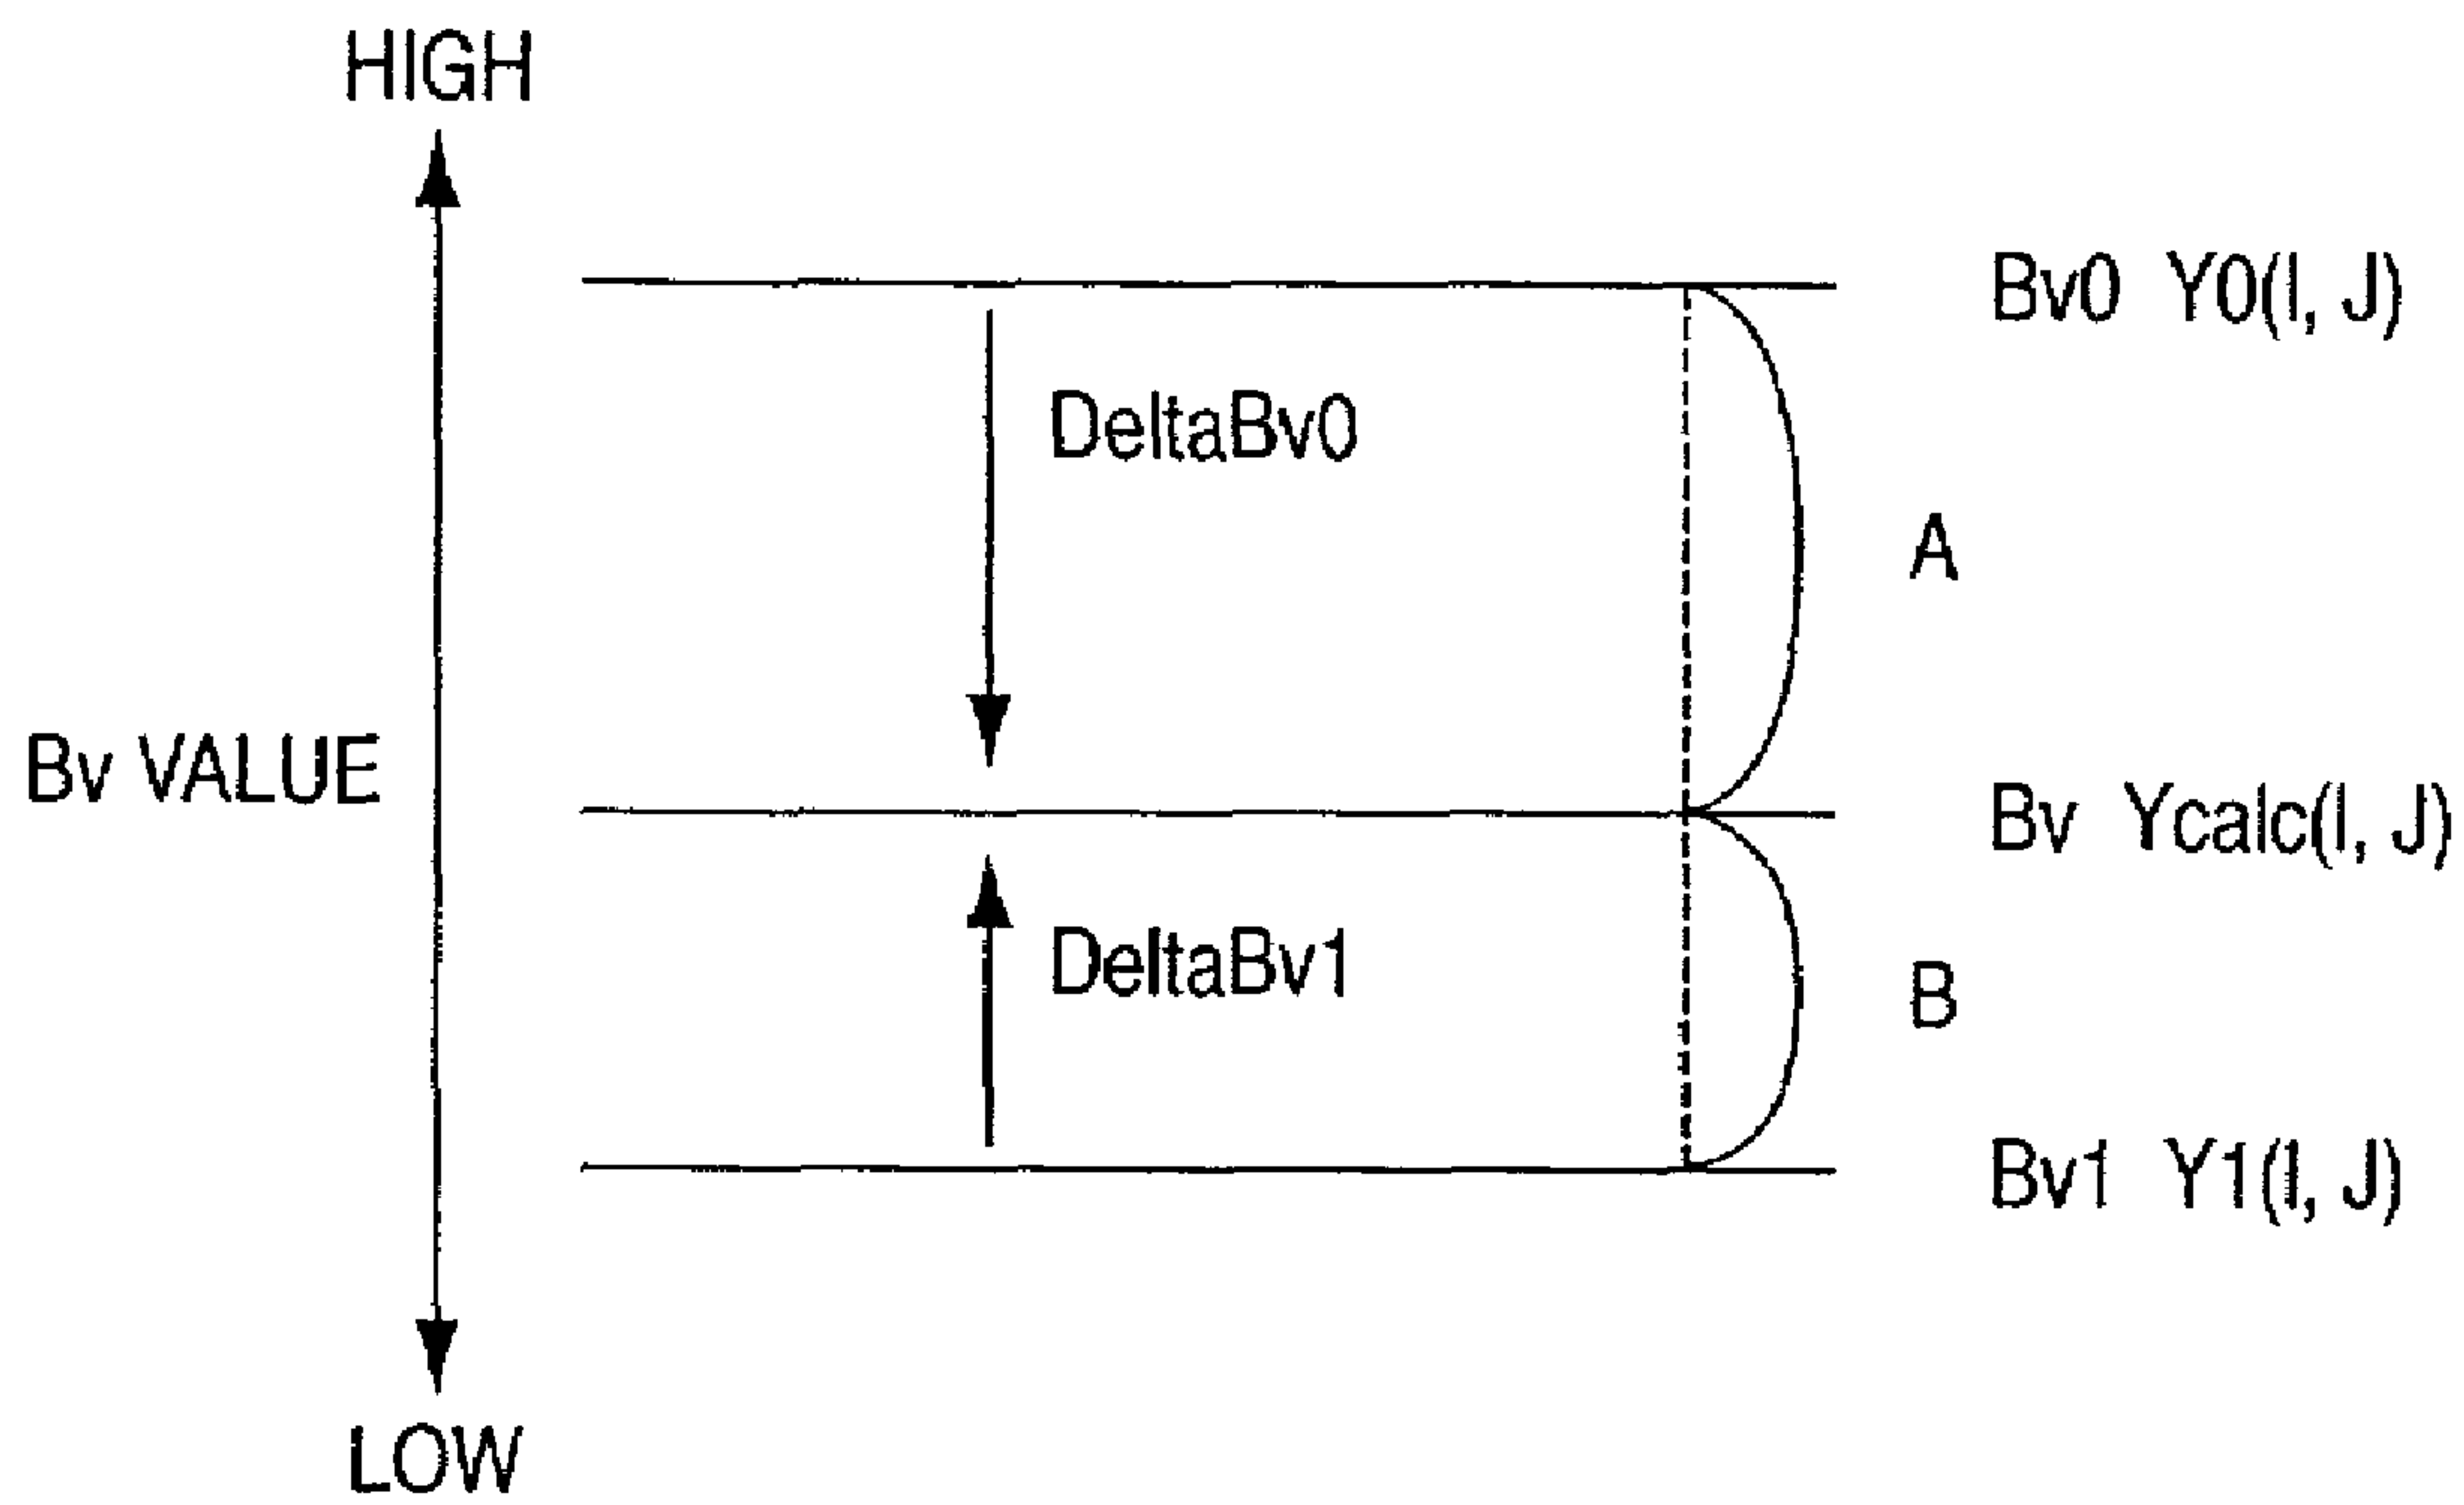 HIGH
Bv0 Y0(I, J)
DeltaBv0
A
Bv VALUE
Bv Ycalc(I, J)
DeltaBv1
B
Bv1 Y1(I, J)
LOW